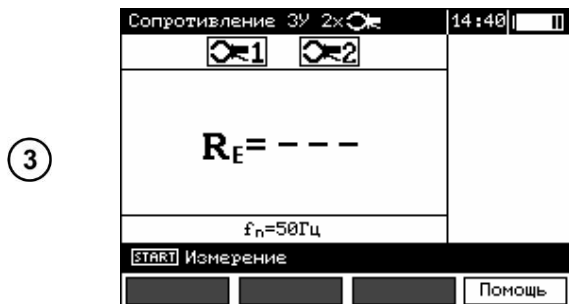 Сопротивление ЗУ 2x 14:40
1 2
3
RE= ---
fn=50Гц
START Измерение
Помощь